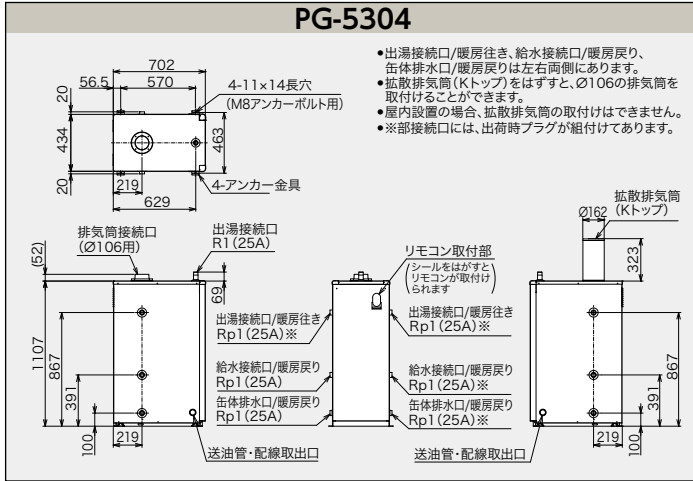 PG-5304
702
56.5
570
4-11×14長穴
(M8アンカーボルト用)
20
434
20
463
219
4-アンカー金具
629
●出湯接続口/暖房往き、給水接続口/暖房戻り、
缶体排水口/暖房戻りは左右両側にあります。
●拡散排気筒(Kトップ)をはずすと、Ø106の排気筒を
取付けることができます。
●屋内設置の場合、拡散排気筒の取付けはできません。
●※部接続口には、出荷時プラグが組付けてあります。
排気筒接続口
(Ø106用)
出湯接続口
R1(25A)
(52)
69
1107
867
391
100
219
送油管・配線取出口
リモコン取付部
(シールをはがすと
リモコンが取付け
られます)
出湯接続口/暖房往き
Rp1(25A)※
給水接続口/暖房戻り
Rp1(25A)
缶体排水口/暖房戻り
Rp1(25A)
出湯接続口/暖房往き
Rp1(25A)※
給水接続口/暖房戻り
Rp1(25A)※
缶体排水口/暖房戻り
Rp1(25A)※
拡散排気筒
(Kトップ)
Ø162
323
867
391
100
219
送油管・配線取出口